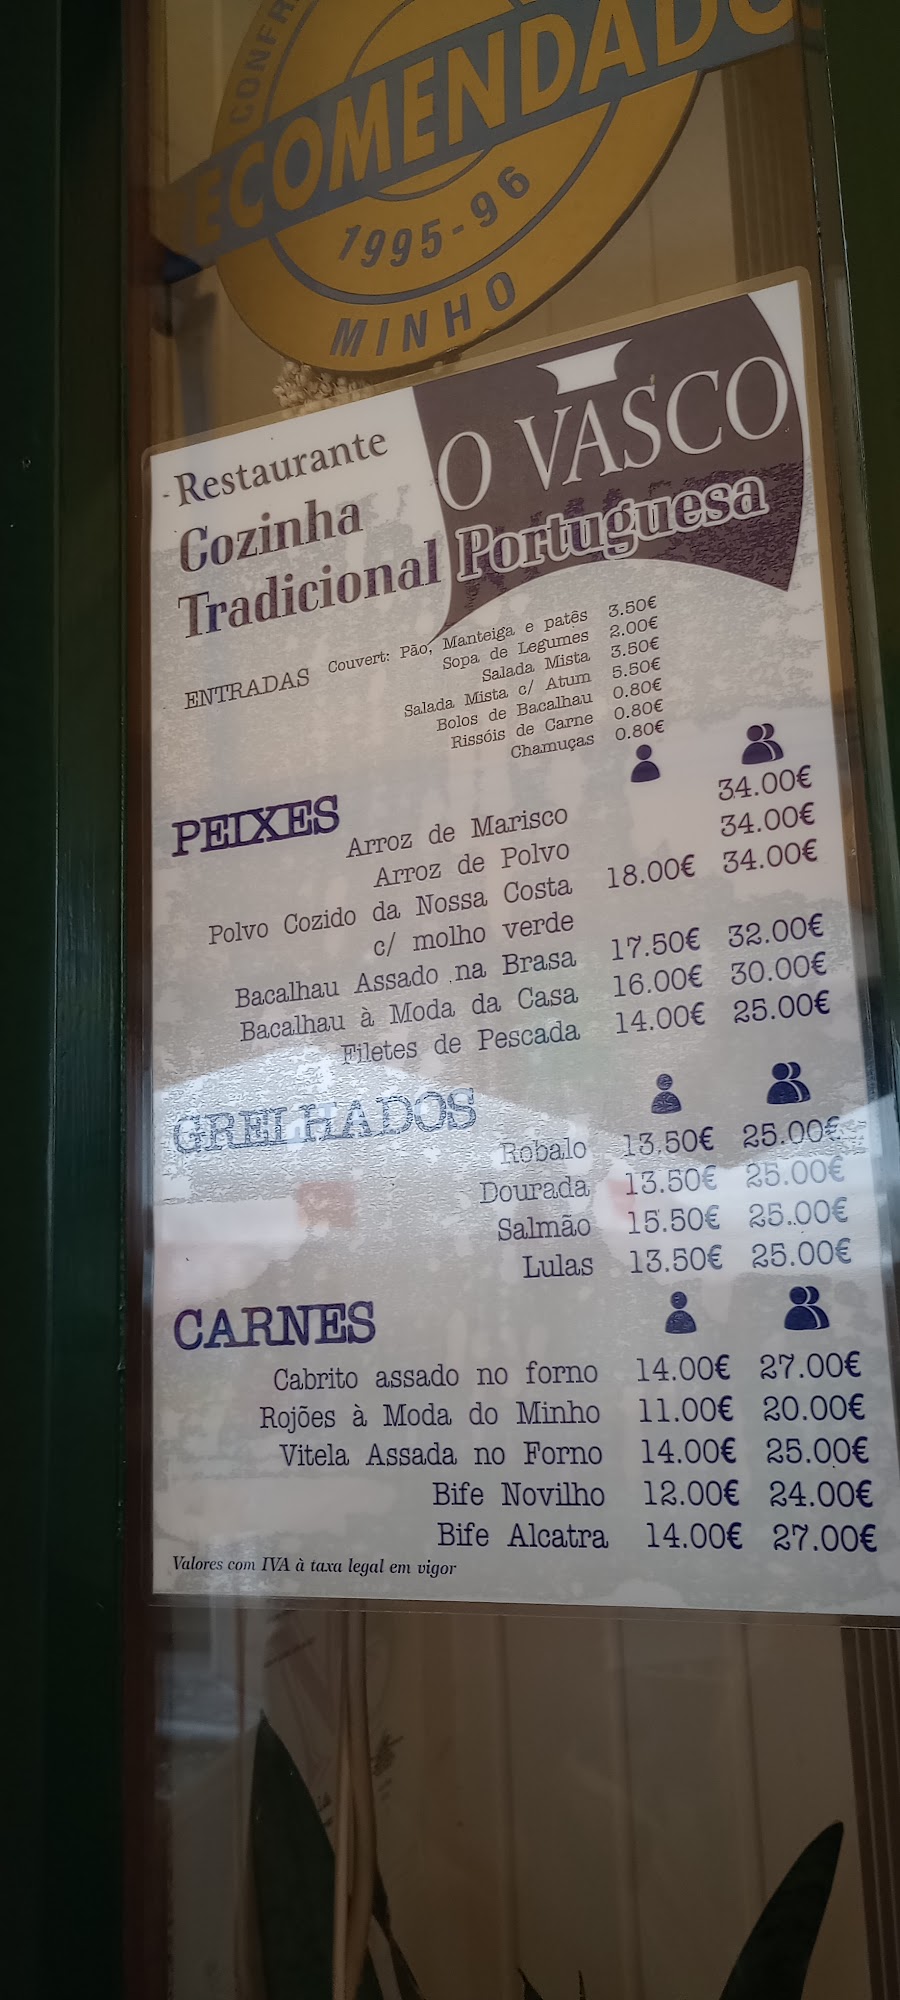 CONFR
ECOMENDADO
1995-96
MINHO
Restaurante O VASCO
Cozinha
Tradicional Portuguesa
ENTRADAS
Couvert: Pão, Manteiga e patês 3.50€
Sopa de Legumes 2.00€
Salada Mista 3.50€
Salada Mista c/ Atum 5.50€
Bolos de Bacalhau 0.80€
Rissóis de Carne 0.80€
Chamuças 0.80€
PEIXES
Arroz de Marisco 34.00€
Arroz de Polvo 34.00€
Polvo Cozido da Nossa Costa 18.00€ 34.00€
c/ molho verde
Bacalhau Assado na Brasa 17.50€ 32.00€
Bacalhau à Moda da Casa 16.00€ 30.00€
Filetes de Pescada 14.00€ 25.00€
GRELHADOS
Robalo 13.50€ 25.00€
Dourada 13.50€ 25.00€
Salmão 15.50€ 25.00€
Lulas 13.50€ 25.00€
CARNES
Cabrito assado no forno 14.00€ 27.00€
Rojões à Moda do Minho 11.00€ 20.00€
Vitela Assada no Forno 14.00€ 25.00€
Bife Novilho 12.00€ 24.00€
Bife Alcatra 14.00€ 27.00€
Valores com IVA à taxa legal em vigor